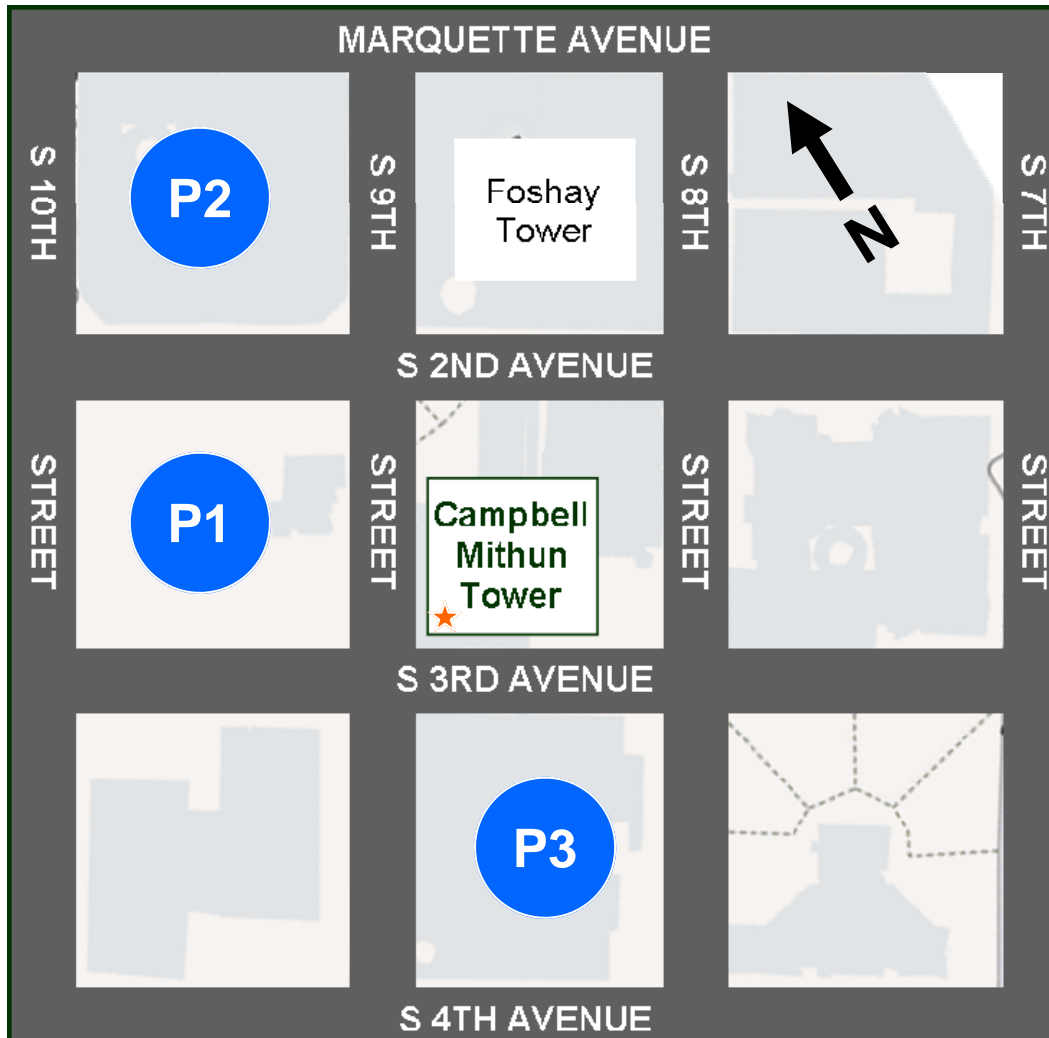 MARQUETTE AVENUE
S 10TH
P2
S 9TH
Foshay
Tower
S 8TH
N
S 7TH
S 2ND AVENUE
STREET
P1
STREET
Campbell
Mithun
Tower
STREET
STREET
S 3RD AVENUE
P3
S 4TH AVENUE